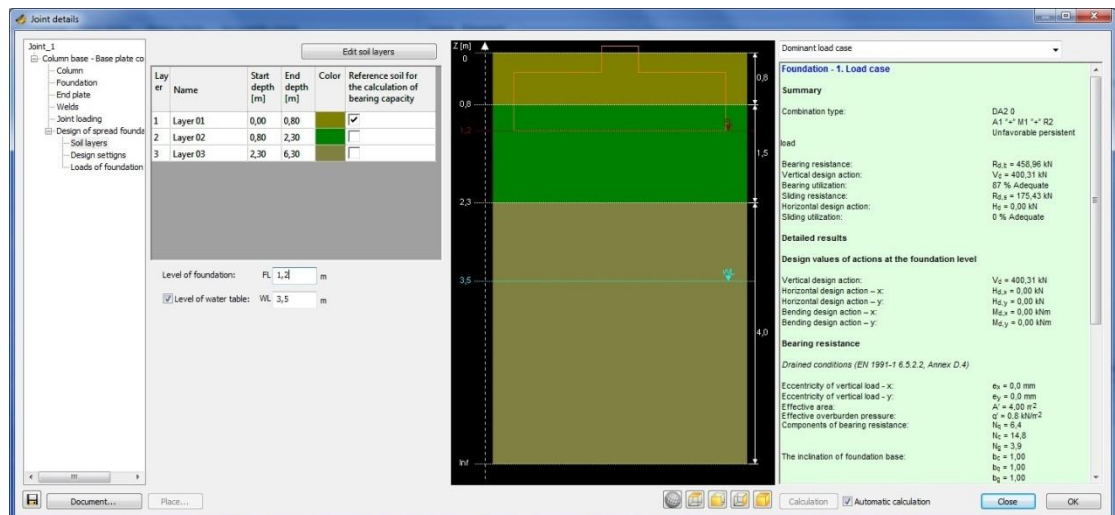 Joint details
Joint_1
Column base - Base plate co
Column
Foundation
End plate
Welds
Joint loading
Design of spread founda
Soil layers
Design settigns
Loads of foundation
Edit soil layers
Lay er Name Start depth [m] End depth [m] Color Reference soil for the calculation of bearing capacity
1 Layer 01 0,00 0,80
2 Layer 02 0,80 2,30
3 Layer 03 2,30 6,30
Level of foundation: FL 1,2 m
Level of water table: WL 3,5 m
Z [m]
0
0,8
0,8
1,2
1,5
2,3
WL
3,5
4,0
Inf
Dominant load case
Foundation - 1. Load case
Summary
Combination type: DA2 0
A1 "+" M1 "+" R2
Unfavorable persistent
load
Bearing resistance: Rd,b = 458,96 kN
Vertical design action: Vd = 400,31 kN
Bearing utilization: 87 % Adequate
Sliding resistance: Rd,s = 175,43 kN
Horizontal design action: Hd = 0,00 kN
Sliding utilization: 0 % Adequate
Detailed results
Design values of actions at the foundation level
Vertical design action: Vd = 400,31 kN
Horizontal design action – x: Hd,x = 0,00 kN
Horizontal design action – y: Hd,y = 0,00 kN
Bending design action – x: Md,x = 0,00 kNm
Bending design action – y: Md,y = 0,00 kNm
Bearing resistance
Drained conditions (EN 1991-1 6.5.2.2, Annex D.4)
Eccentricity of vertical load - x: ex = 0,0 mm
Eccentricity of vertical load - y: ey = 0,0 mm
Effective area: A' = 4,00 m2
Effective overburden pressure: q' = 0,8 kN/m2
Components of bearing resistance: Nq = 6,4
Nc = 14,8
Ng = 3,9
The inclination of foundation base: bc = 1,00
bq = 1,00
bg = 1,00
Document...
Place...
Calculation
Automatic calculation
Close
OK